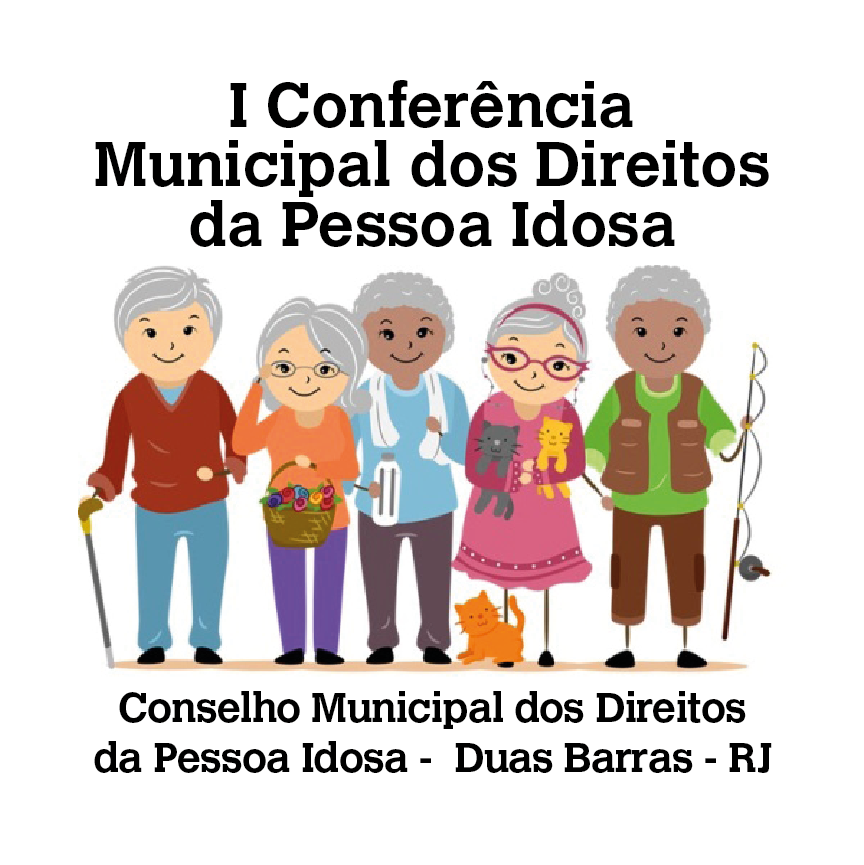 I Conferência
Municipal dos Direitos
da Pessoa Idosa
Conselho Municipal dos Direitos
da Pessoa Idosa - Duas Barras - RJ